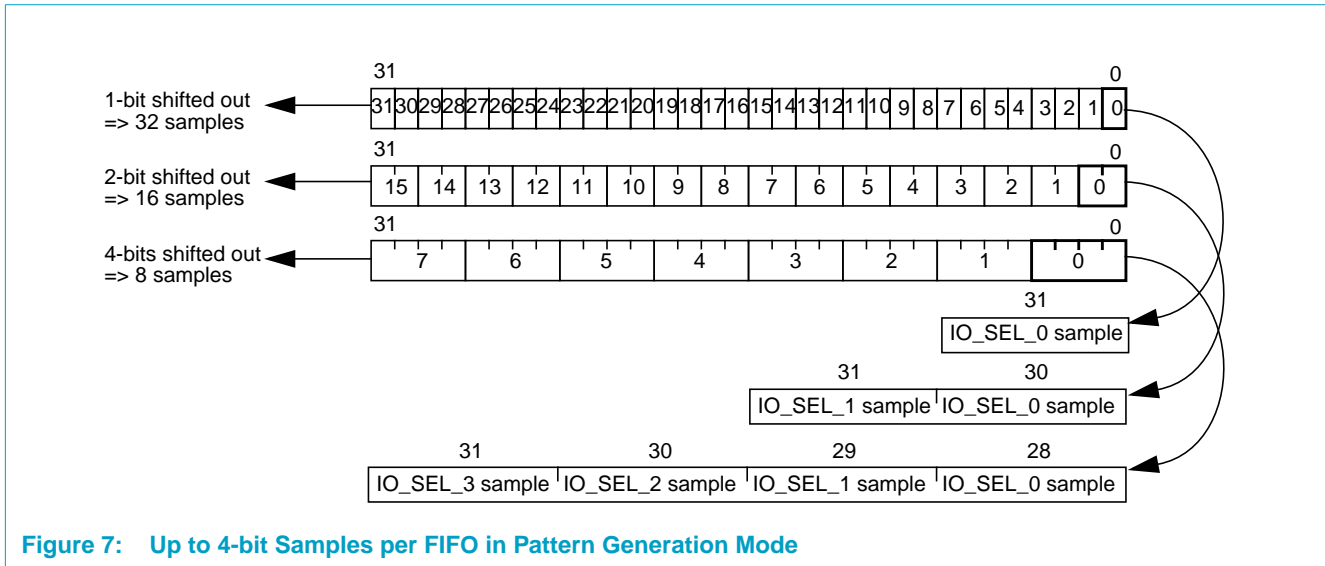 31 0
1-bit shifted out
=> 32 samples
31 30 29 28 27 26 25 24 23 22 21 20 19 18 17 16 15 14 13 12 11 10 9 8 7 6 5 4 3 2 1 0
31 0
2-bit shifted out
=> 16 samples
15 14 13 12 11 10 9 8 7 6 5 4 3 2 1 0
31 0
4-bits shifted out
=> 8 samples
7 6 5 4 3 2 1 0
31
IO_SEL_0 sample
31 30
IO_SEL_1 sample IO_SEL_0 sample
31 30 29 28
IO_SEL_3 sample IO_SEL_2 sample IO_SEL_1 sample IO_SEL_0 sample
Figure 7: Up to 4-bit Samples per FIFO in Pattern Generation Mode